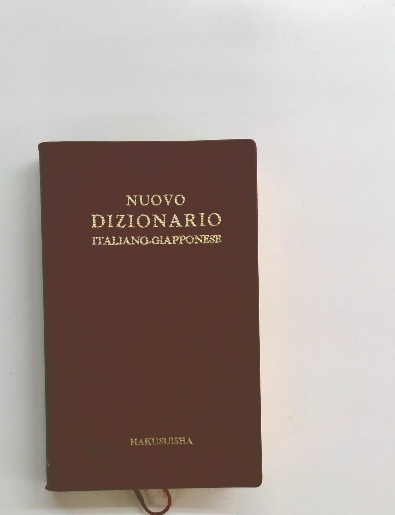 NUOVO
DIZIONARIO
ITALIANO-GIAPPONESE
HAKUSUISHA